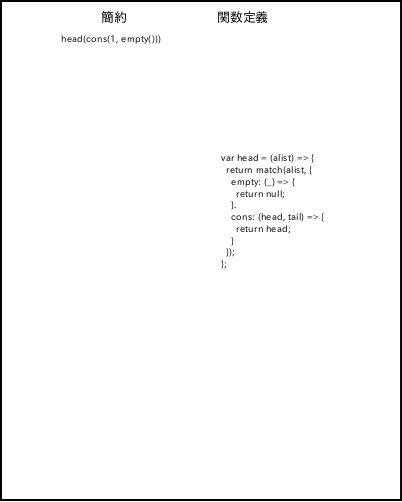 簡約 関数定義
head(cons(1, empty()))
var head = (alist) => {
return match(alist, {
empty: (_) => {
return null;
},
cons: (head, tail) => {
return head;
}
});
};